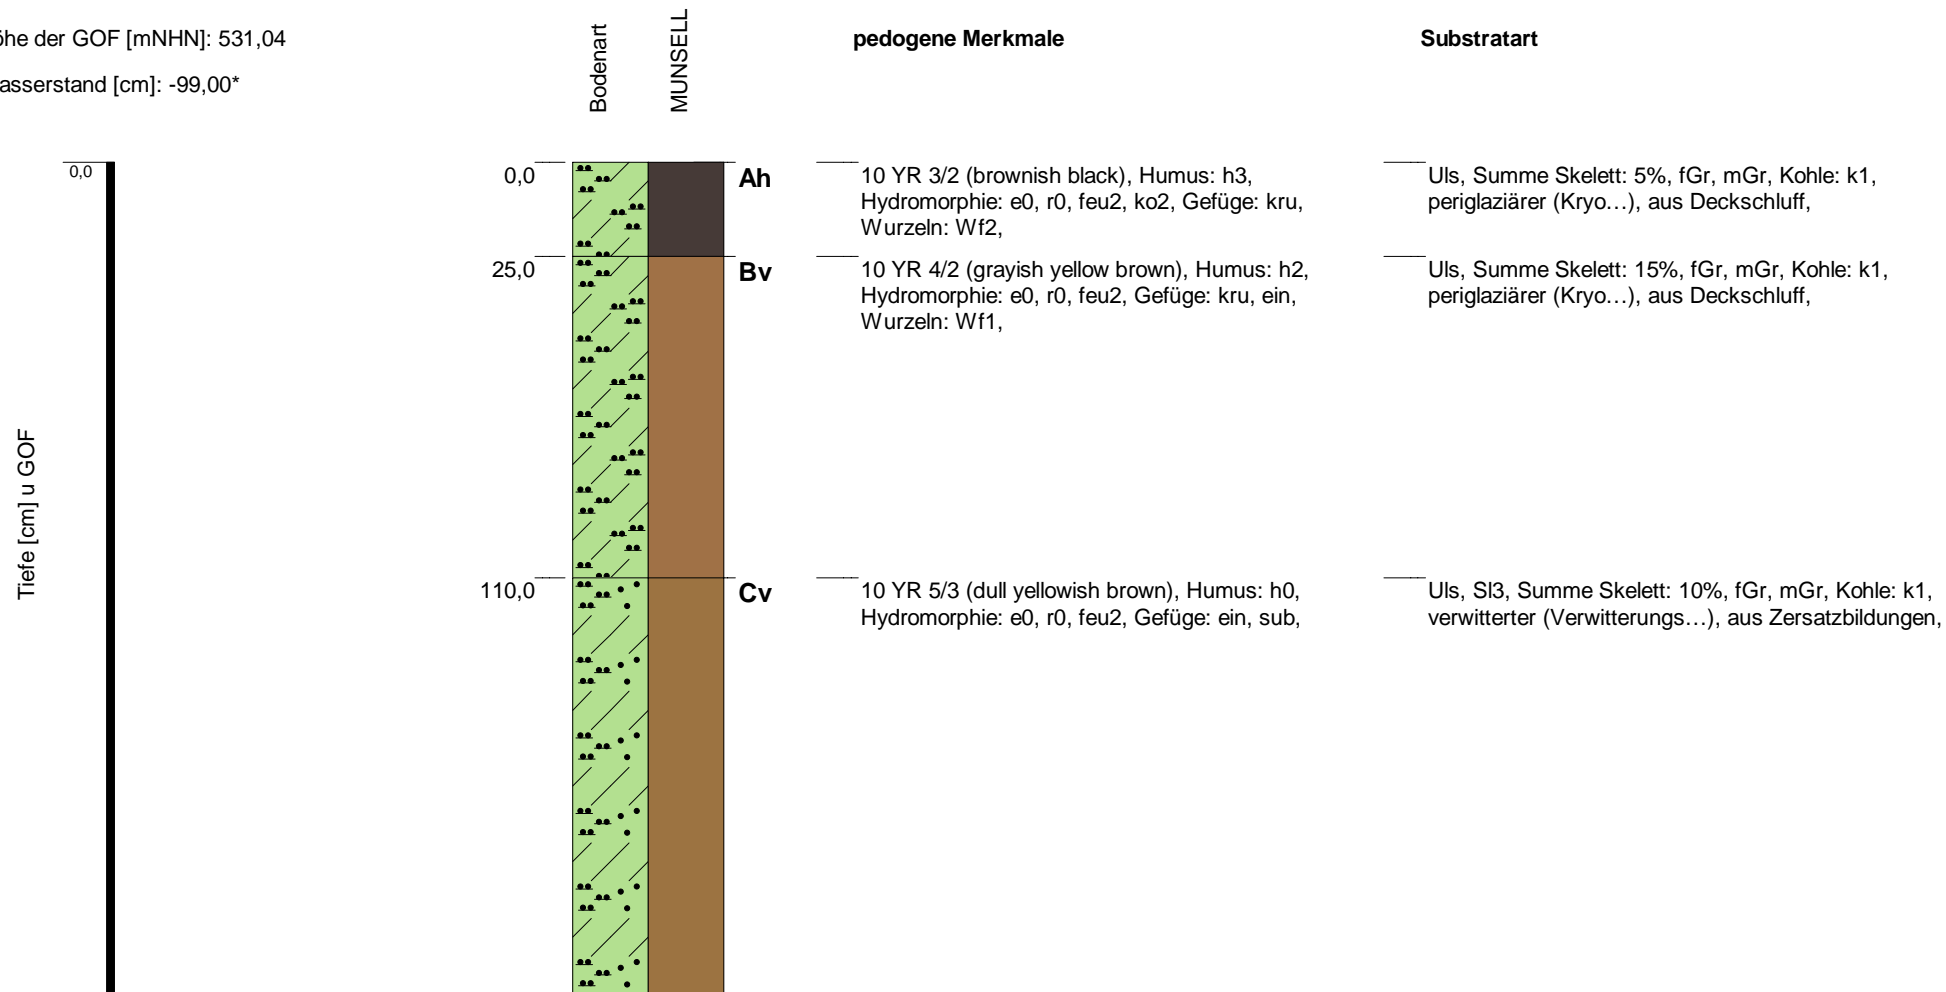 öhe der GOF [mNHN]: 531,04
asserstand [cm]: -99,00*
Bodenart
MUNSELL
pedogene Merkmale
Substratart
Tiefe [cm] u GOF
0,0
0,0
Ah
10 YR 3/2 (brownish black), Humus: h3,
Hydromorphie: e0, r0, feu2, ko2, Gefüge: kru,
Wurzeln: Wf2,
Uls, Summe Skelett: 5%, fGr, mGr, Kohle: k1,
periglaziärer (Kryo…), aus Deckschluff,
25,0
Bv
10 YR 4/2 (grayish yellow brown), Humus: h2,
Hydromorphie: e0, r0, feu2, Gefüge: kru, ein,
Wurzeln: Wf1,
Uls, Summe Skelett: 15%, fGr, mGr, Kohle: k1,
periglaziärer (Kryo…), aus Deckschluff,
110,0
Cv
10 YR 5/3 (dull yellowish brown), Humus: h0,
Hydromorphie: e0, r0, feu2, Gefüge: ein, sub,
Uls, Sl3, Summe Skelett: 10%, fGr, mGr, Kohle: k1,
verwitterter (Verwitterungs…), aus Zersatzbildungen,